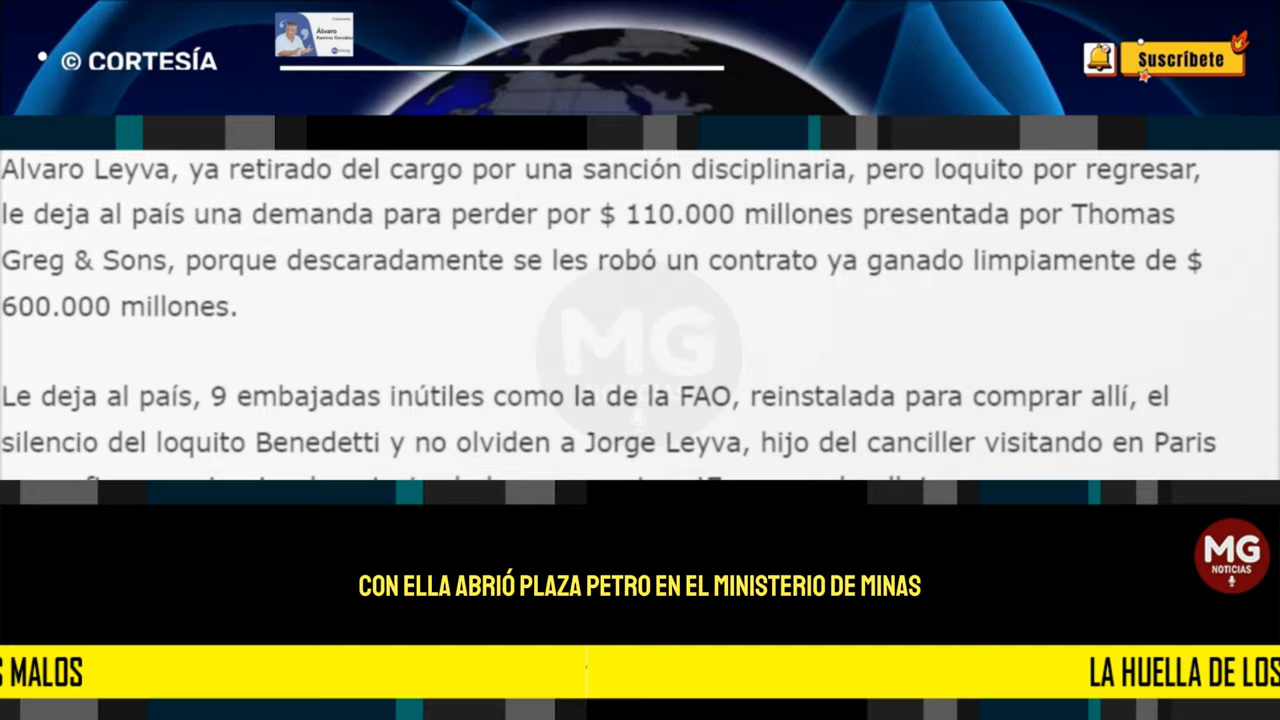 © CORTESÍA
Álvaro
Suscríbete
Alvaro Leyva, ya retirado del cargo por una sanción disciplinaria, pero loquito por regresar,
le deja al país una demanda para perder por $ 110.000 millones presentada por Thomas
Greg & Sons, porque descaradamente se les robó un contrato ya ganado limpiamente de $
600.000 millones.
Le deja al país, 9 embajadas inútiles como la de la FAO, reinstalada para comprar allí, el
silencio del loquito Benedetti y no olviden a Jorge Leyva, hijo del canciller visitando en Paris
MG
NOTICIAS
CON ELLA ABRIÓ PLAZA PETRO EN EL MINISTERIO DE MINAS
MG
NOTICIAS
S MALOS
LA HUELLA DE LOS